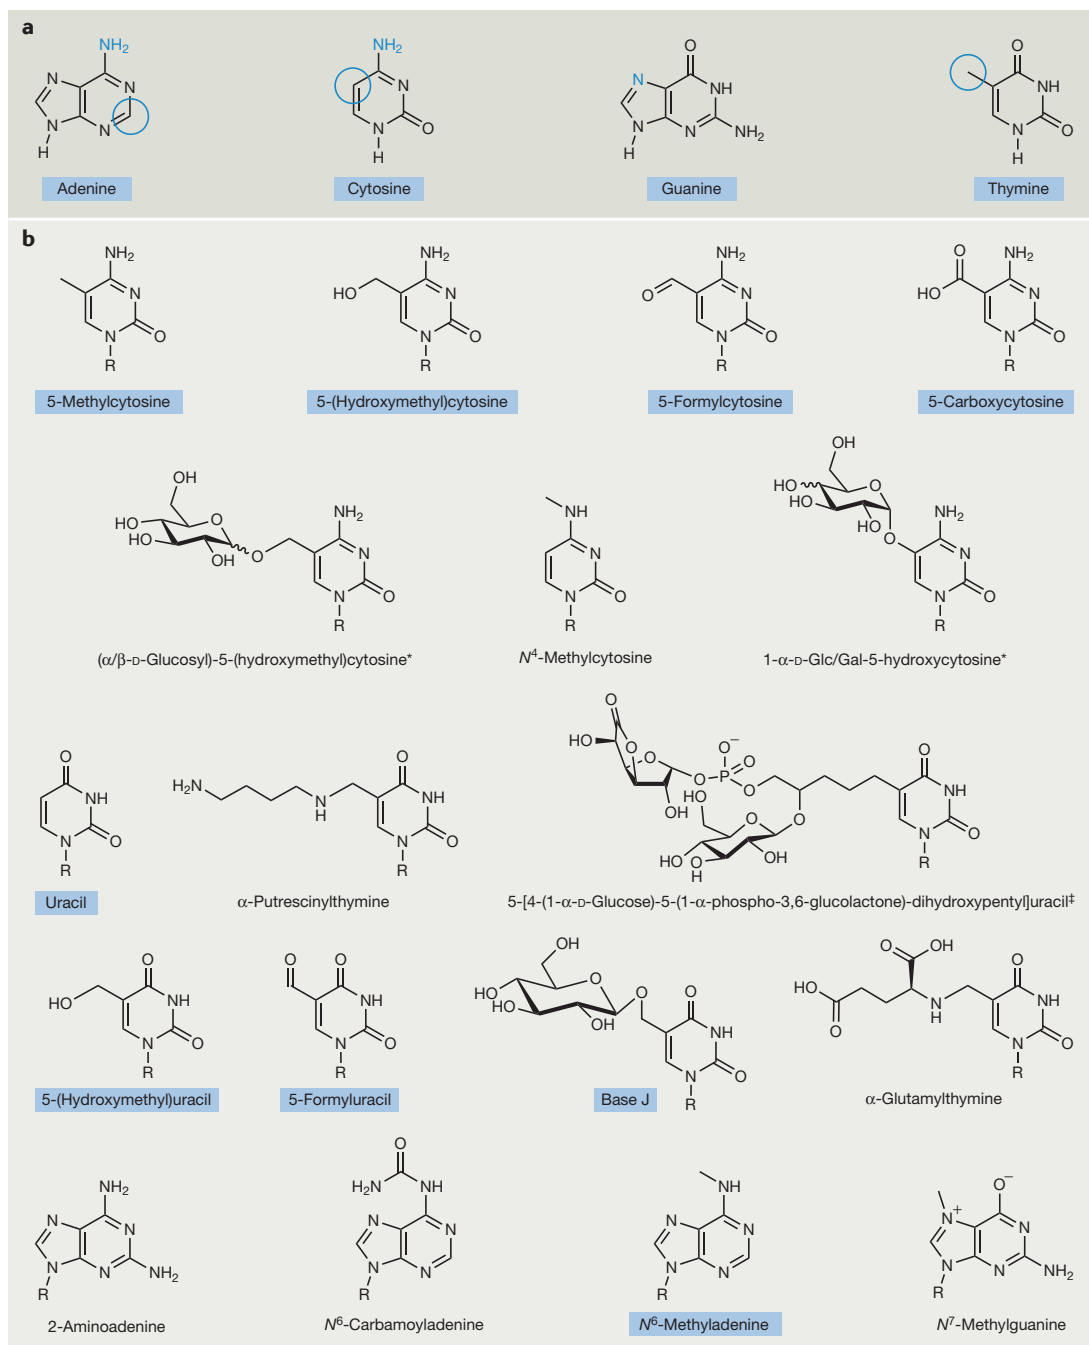 a
NH2 NH2 O O
N N N N NH NH
N N N O N N NH2 N O
H H H H
Adenine Cytosine Guanine Thymine
b
NH2 NH2 NH2 O NH2
N HO N O N HO N
N O N O N O N O
R R R R
5-Methylcytosine 5-(Hydroxymethyl)cytosine 5-Formylcytosine 5-Carboxycytosine
OH OH
HO O NH2 NH HO O NH2
HO OH O N N HO HO O N
N O N O N O
R R R
(α/β-D-Glucosyl)-5-(hydroxymethyl)cytosine* N4-Methylcytosine 1-α-D-Glc/Gal-5-hydroxycytosine*
O O O O− O
NH H2N NH HO O O O P O NH
N O N H N O HO OH O O N O
R R HO HO O H OH R
Uracil α-Putrescinylthymine 5-[4-(1-α-D-Glucose)-5-(1-α-phospho-3,6-glucolactone)-dihydroxypentyl]uracil‡
O O O OH O OH O
HO NH NH HO O O O NH HO N H NH
N O N O HO OH N O O N O
R R R R
5-(Hydroxymethyl)uracil 5-Formyluracil Base J α-Glutamylthymine
NH2 O NH O−
N N H2N NH N N N+ N
N N NH2 N N N N N N N NH2
R R R R
2-Aminoadenine N6-Carbamoyladenine N6-Methyladenine N7-Methylguanine